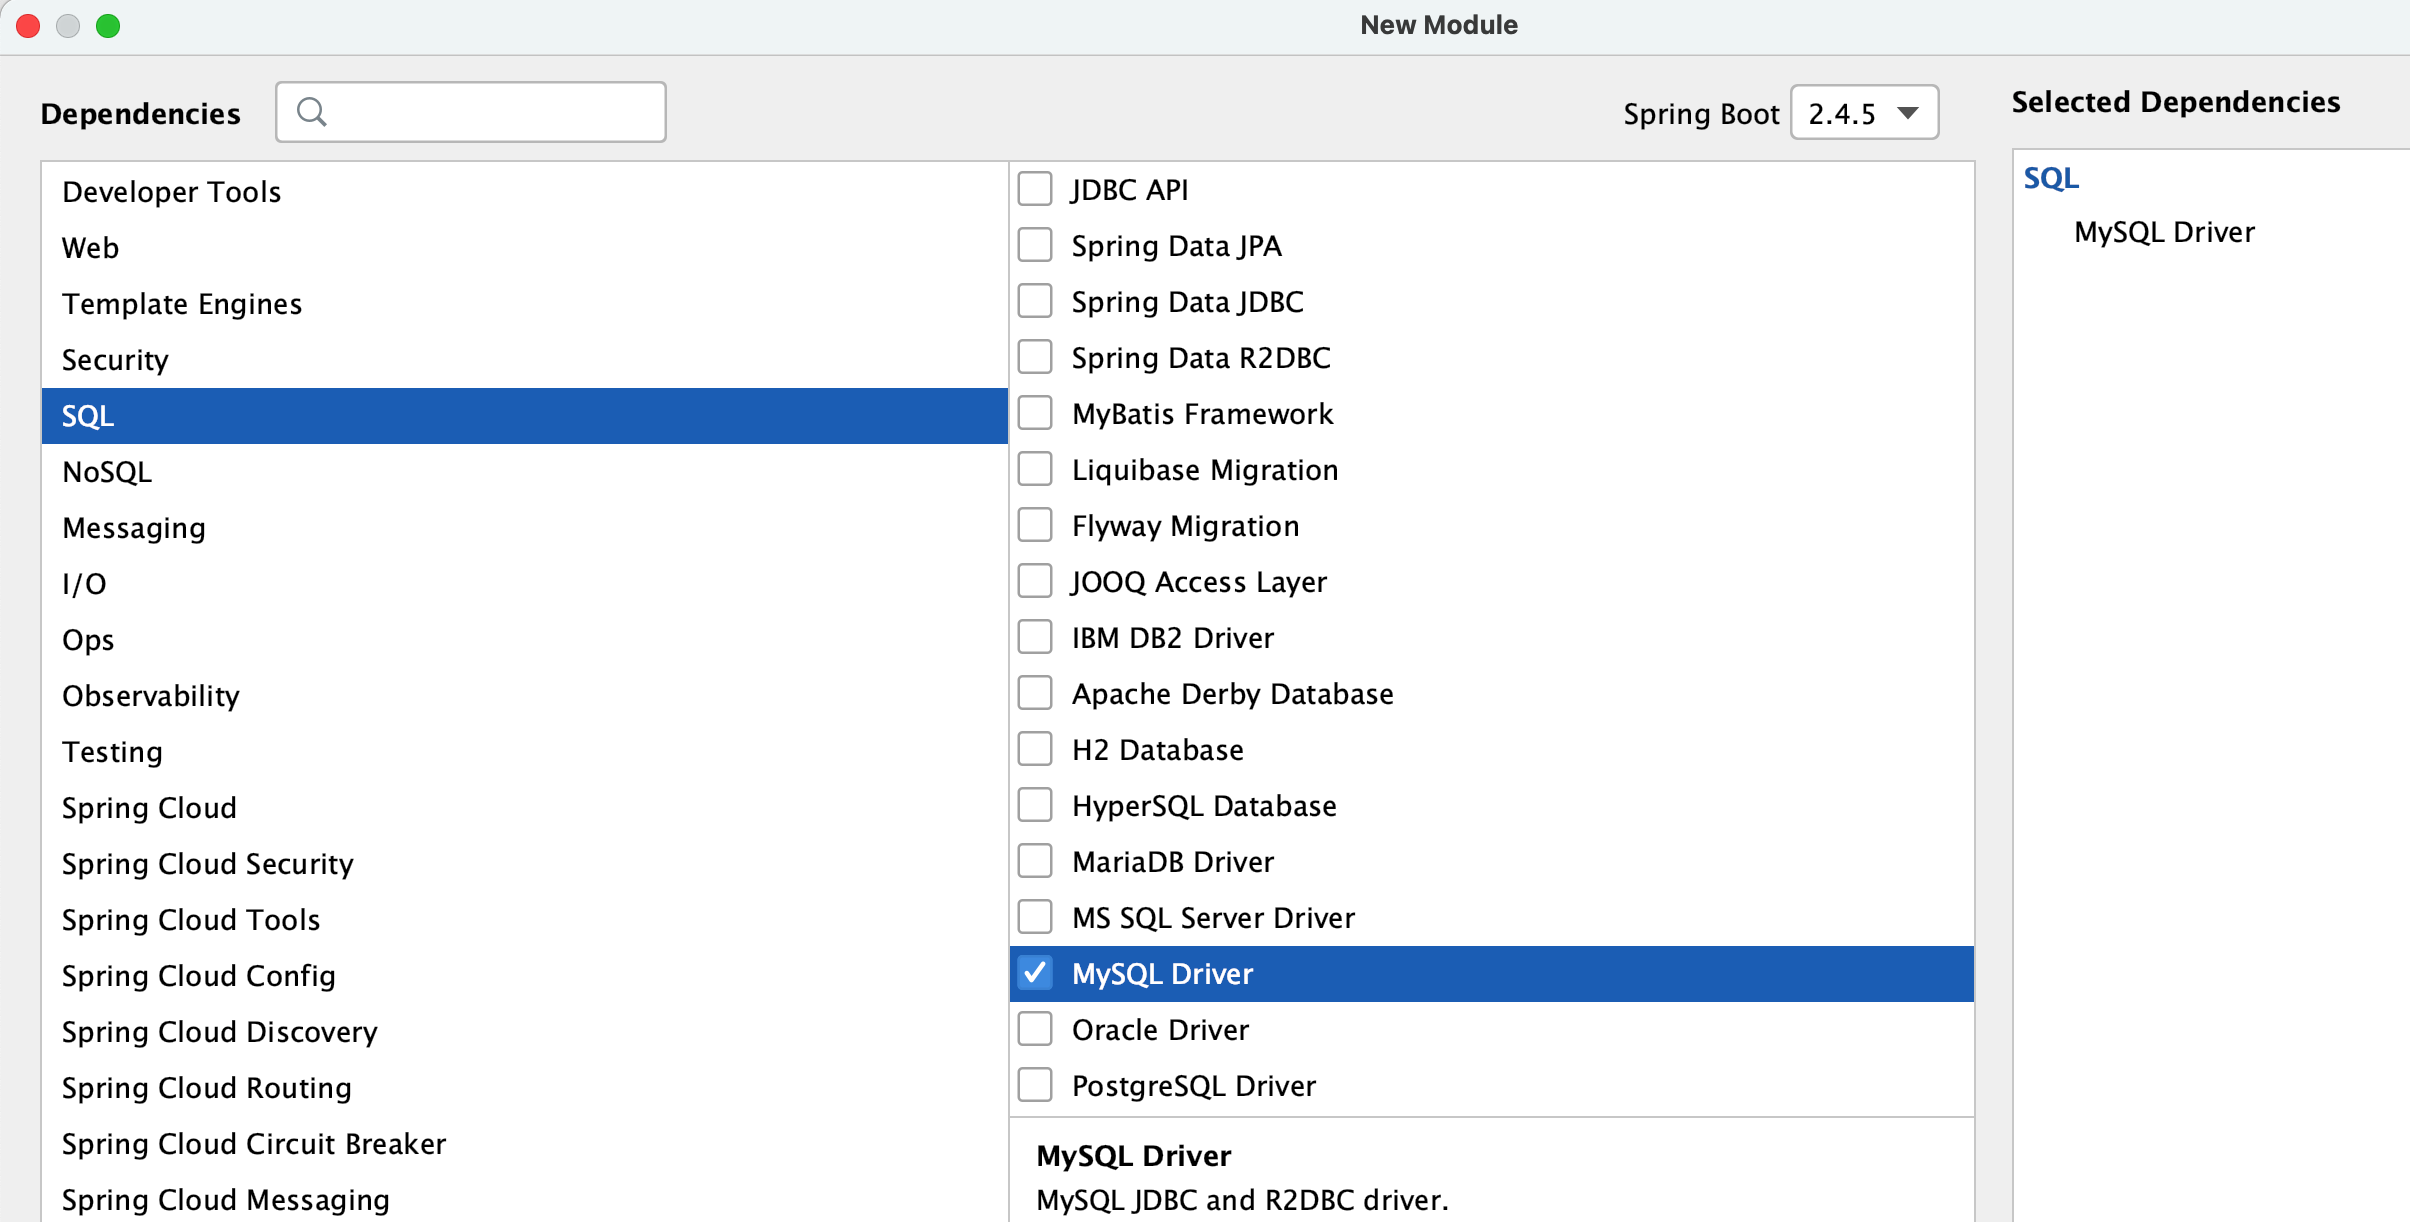 New Module
Dependencies
Spring Boot 2.4.5
Selected Dependencies
Developer Tools
Web
Template Engines
Security
SQL
NoSQL
Messaging
I/O
Ops
Observability
Testing
Spring Cloud
Spring Cloud Security
Spring Cloud Tools
Spring Cloud Config
Spring Cloud Discovery
Spring Cloud Routing
Spring Cloud Circuit Breaker
Spring Cloud Messaging
JDBC API
Spring Data JPA
Spring Data JDBC
Spring Data R2DBC
MyBatis Framework
Liquibase Migration
Flyway Migration
JOOQ Access Layer
IBM DB2 Driver
Apache Derby Database
H2 Database
HyperSQL Database
MariaDB Driver
MS SQL Server Driver
MySQL Driver
Oracle Driver
PostgreSQL Driver
MySQL Driver
MySQL JDBC and R2DBC driver.
SQL
MySQL Driver